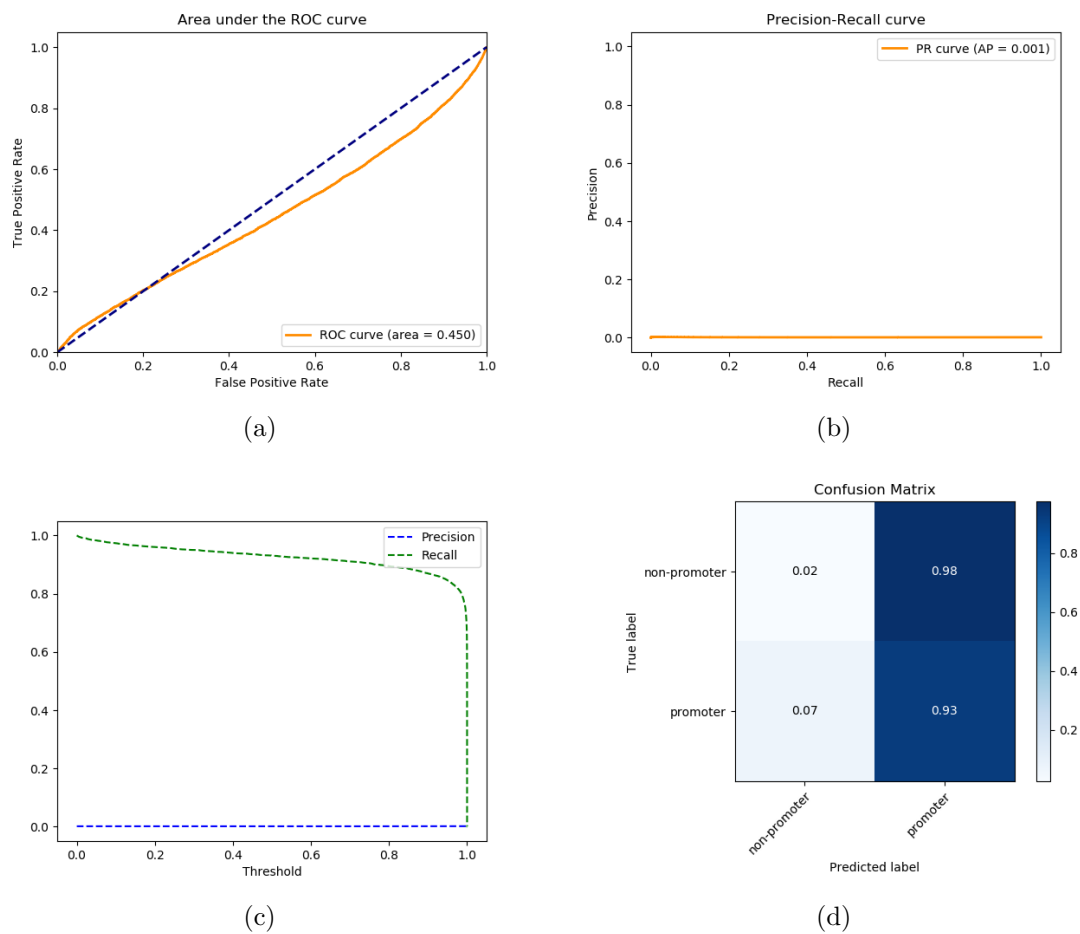 Area under the ROC curve
1.0
0.8
0.6
0.4
0.2
0.0
True Positive Rate
0.0 0.2 0.4 0.6 0.8 1.0
False Positive Rate
ROC curve (area = 0.450)
(a)
Precision-Recall curve
1.0
0.8
0.6
0.4
0.2
0.0
Precision
0.0 0.2 0.4 0.6 0.8 1.0
Recall
PR curve (AP = 0.001)
(b)
1.0
0.8
0.6
0.4
0.2
0.0
0.0 0.2 0.4 0.6 0.8 1.0
Threshold
Precision
Recall
(c)
Confusion Matrix
True label
non-promoter
0.02 0.98
promoter
0.07 0.93
non-promoter
promoter
Predicted label
0.8
0.6
0.4
0.2
(d)